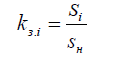 kз.i = Si / sн